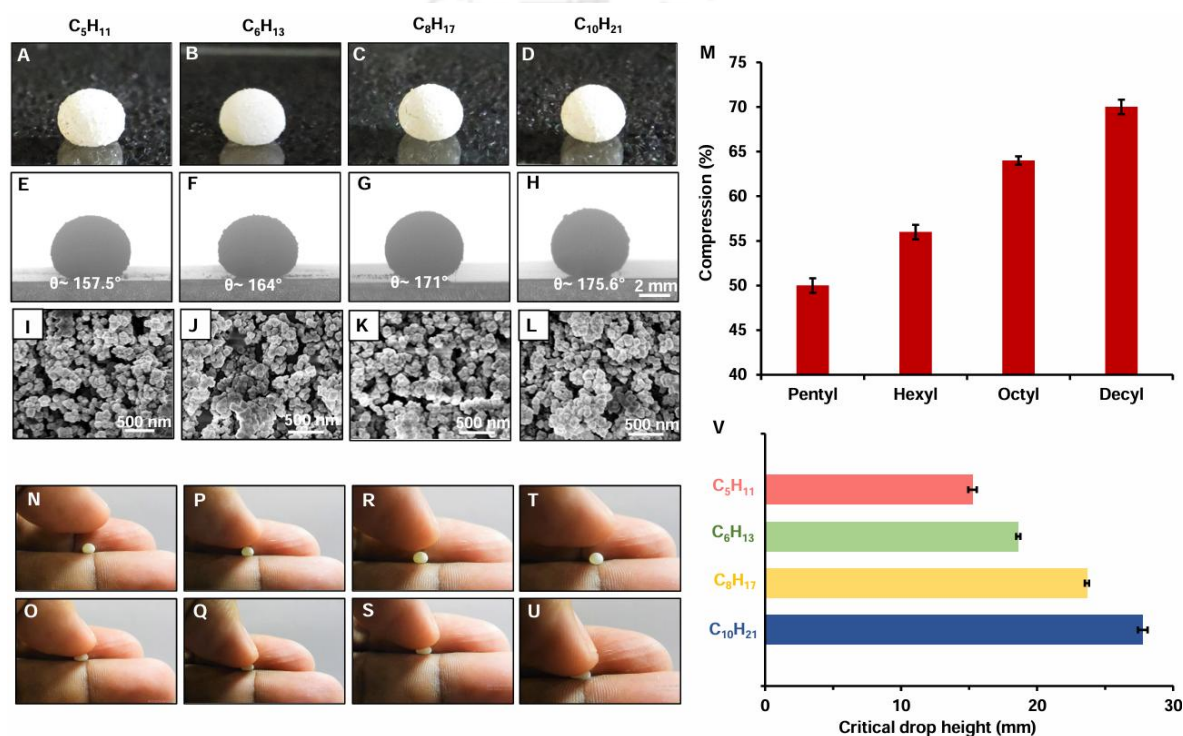 C₅H₁₁ C₆H₁₃ C₈H₁₇ C₁₀H₂₁
A B C D
E F G H
θ~ 157.5° θ~ 164° θ~ 171° θ~ 175.6° 2 mm
I J K L
500 nm 500 nm 500 nm 500 nm
N P R T
O Q S U
M
75
70
65
60
55
50
45
40
Compression (%)
Pentyl Hexyl Octyl Decyl
V
C₅H₁₁
C₆H₁₃
C₈H₁₇
C₁₀H₂₁
0 10 20 30
Critical drop height (mm)